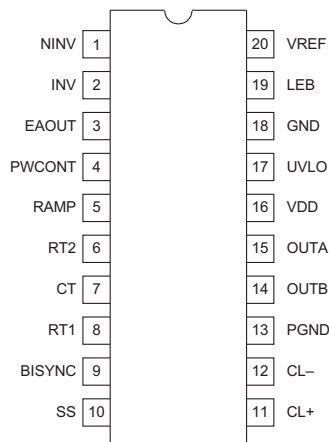 NINV 1 20 VREF
INV 2 19 LEB
EAOUT 3 18 GND
PWCONT 4 17 UVLO
RAMP 5 16 VDD
RT2 6 15 OUTA
CT 7 14 OUTB
RT1 8 13 PGND
BISYNC 9 12 CL–
SS 10 11 CL+